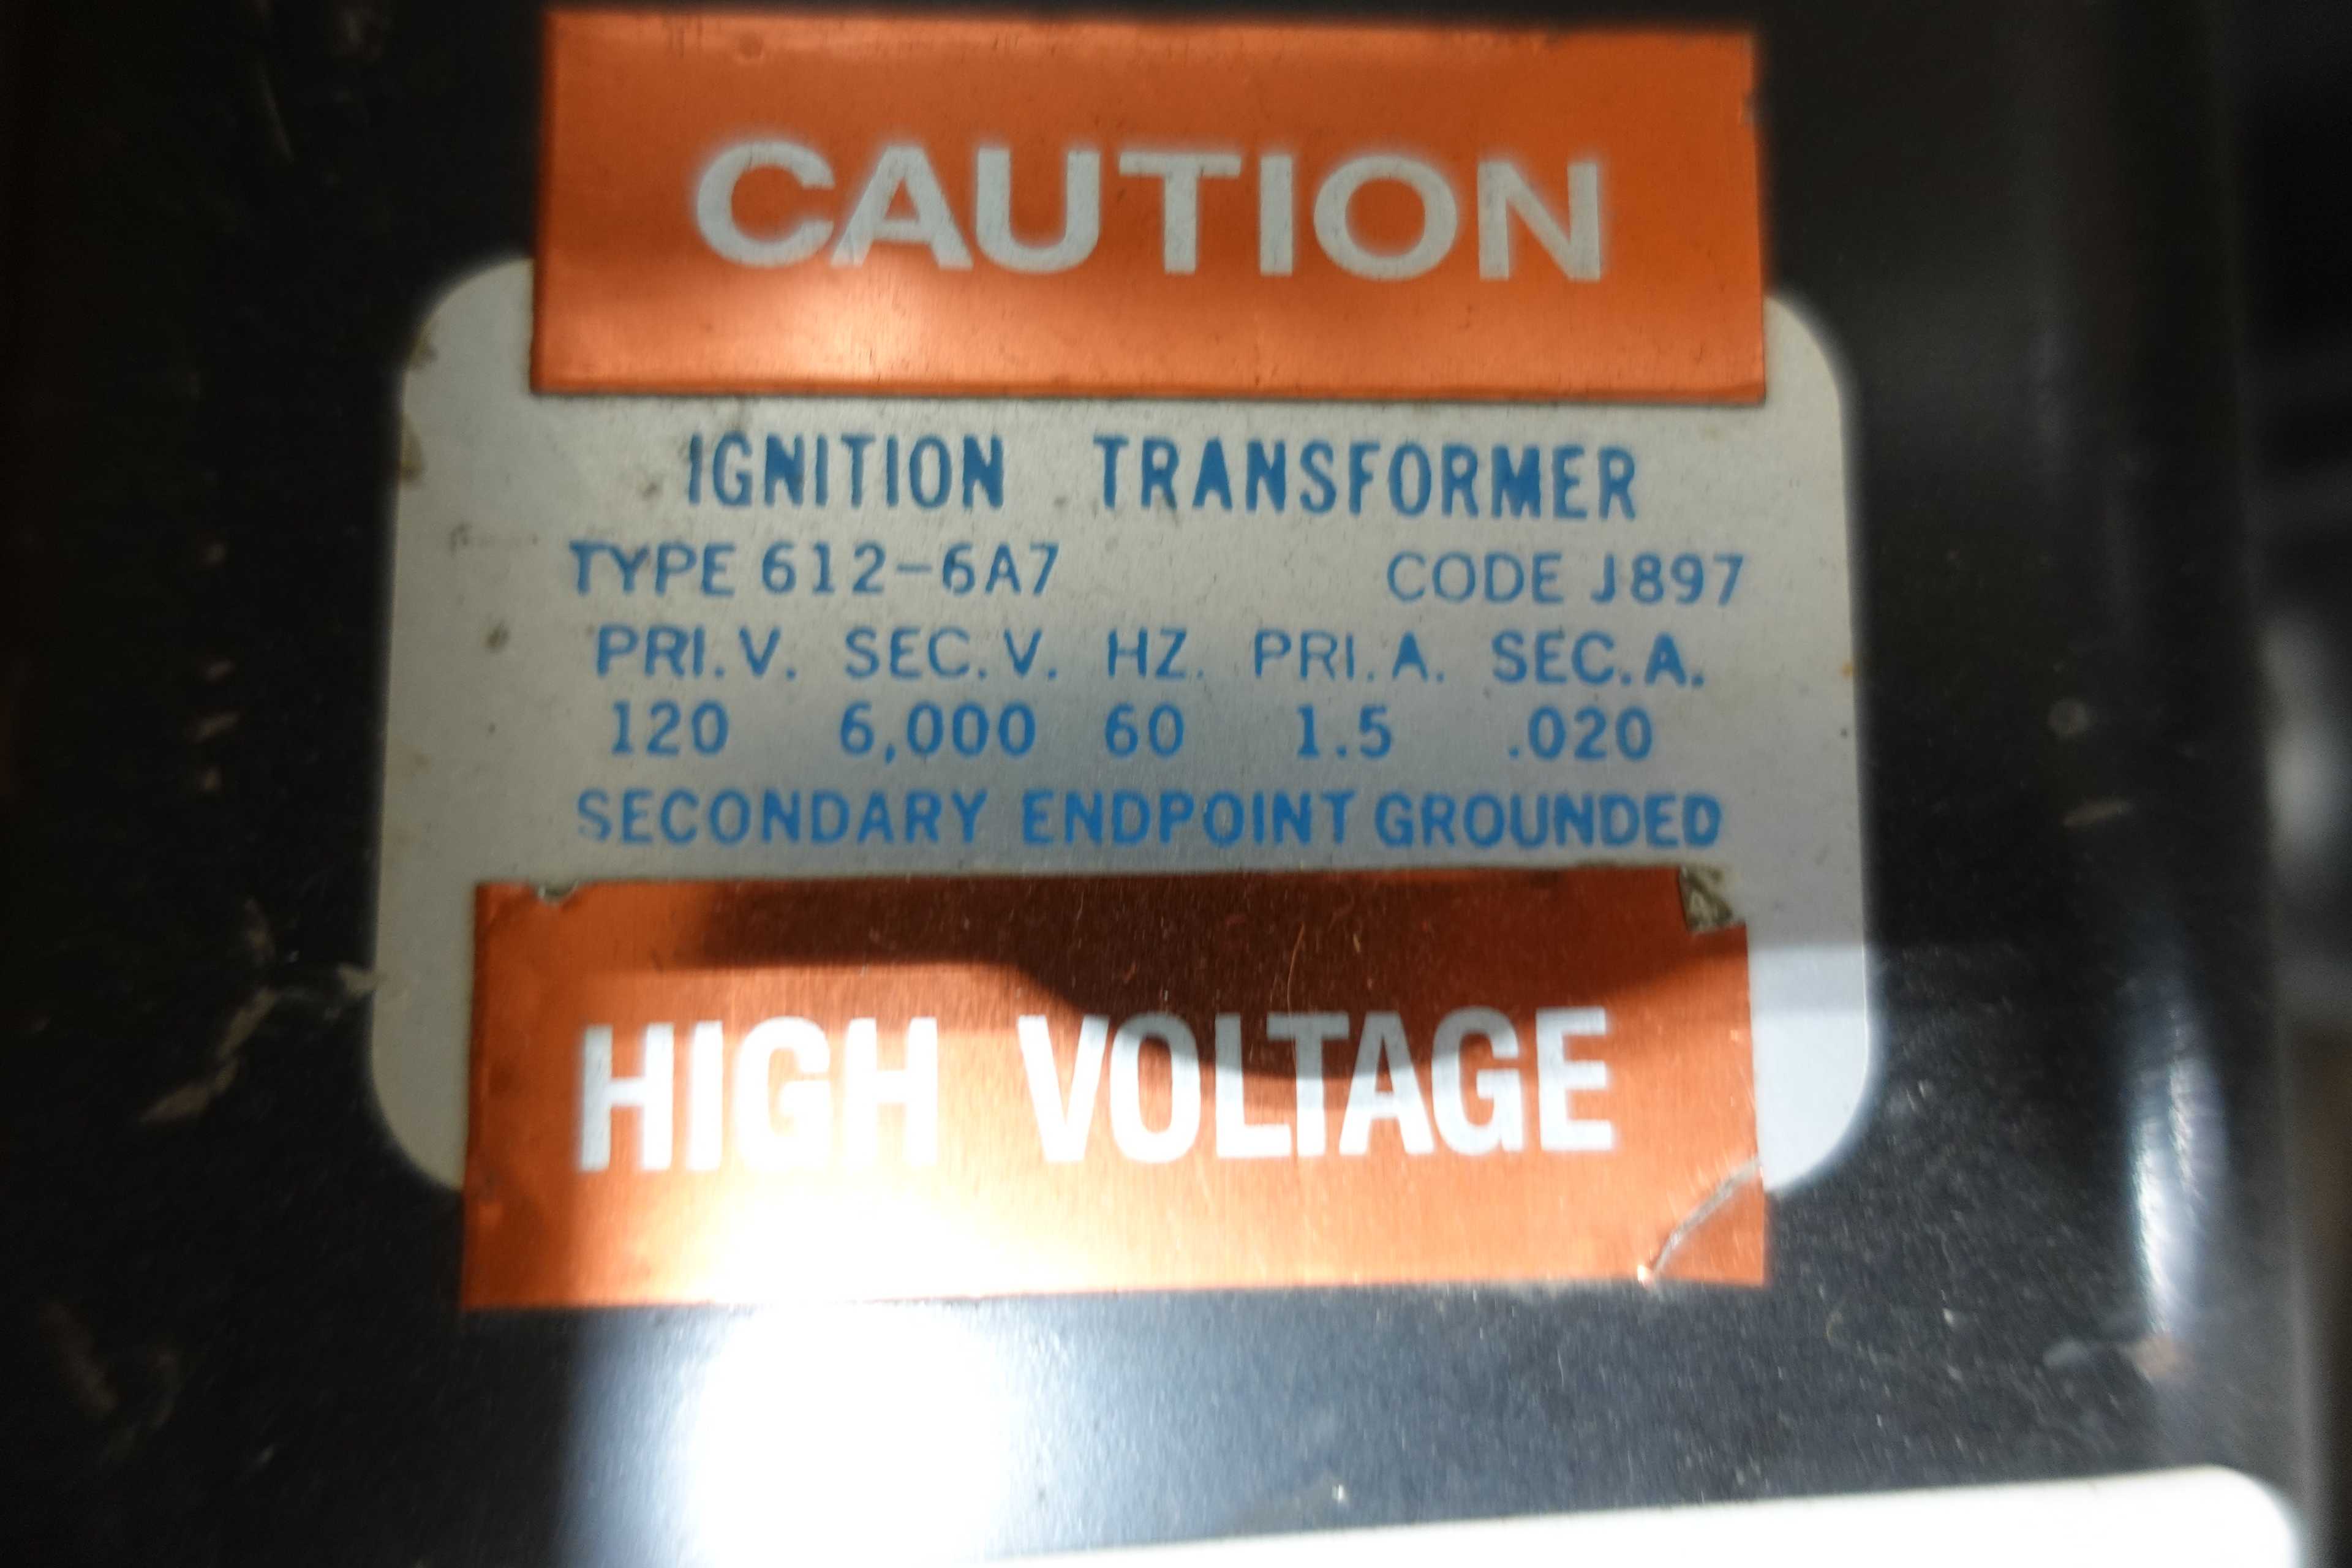 CAUTION
IGNITION TRANSFORMER
TYPE 612-6A7 CODE J897
PRI.V. SEC.V. HZ. PRI.A. SEC.A.
120 6,000 60 1.5 .020
SECONDARY ENDPOINT GROUNDED
HIGH VOLTAGE